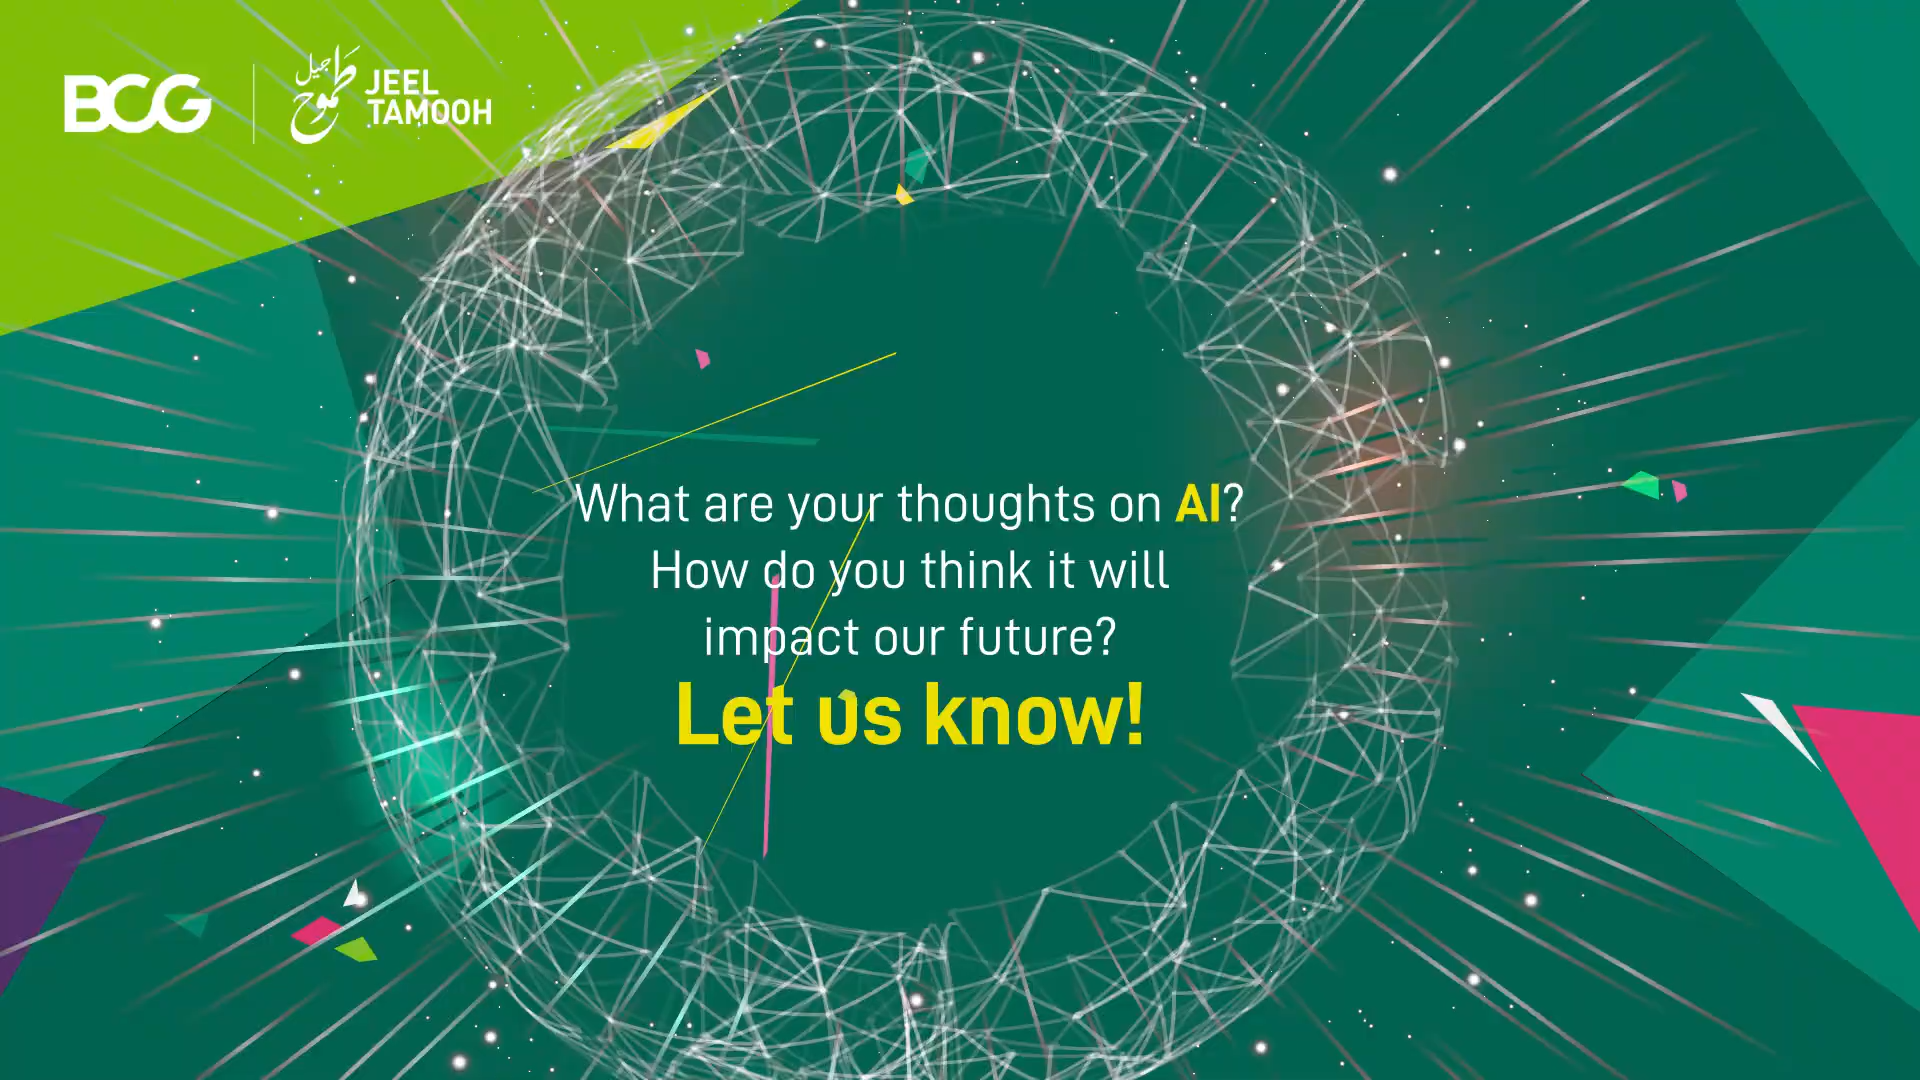 BCG
جيل
طموح
JEEL
TAMOOH
What are your thoughts on AI?
How do you think it will
impact our future?
Let us know!